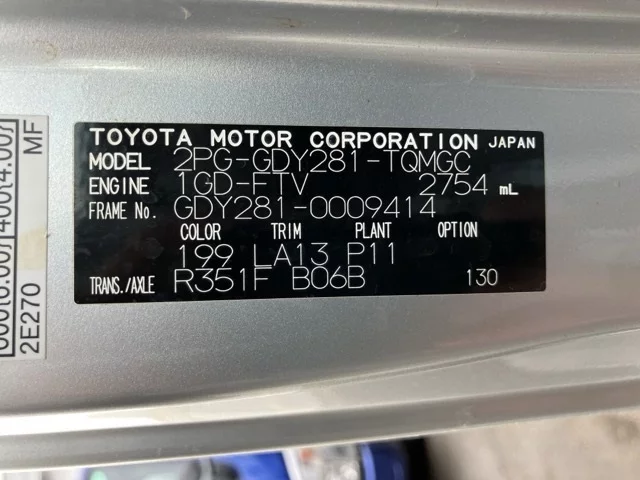 TOYOTA MOTOR CORPORATION JAPAN
MODEL 2PG-GDY281-TQMGC
ENGINE 1GD-FTV 2754 mL
FRAME No. GDY281-0009414
COLOR TRIM PLANT OPTION
199 LA13 P11
TRANS./AXLE R351F B06B 130
MF
2E270